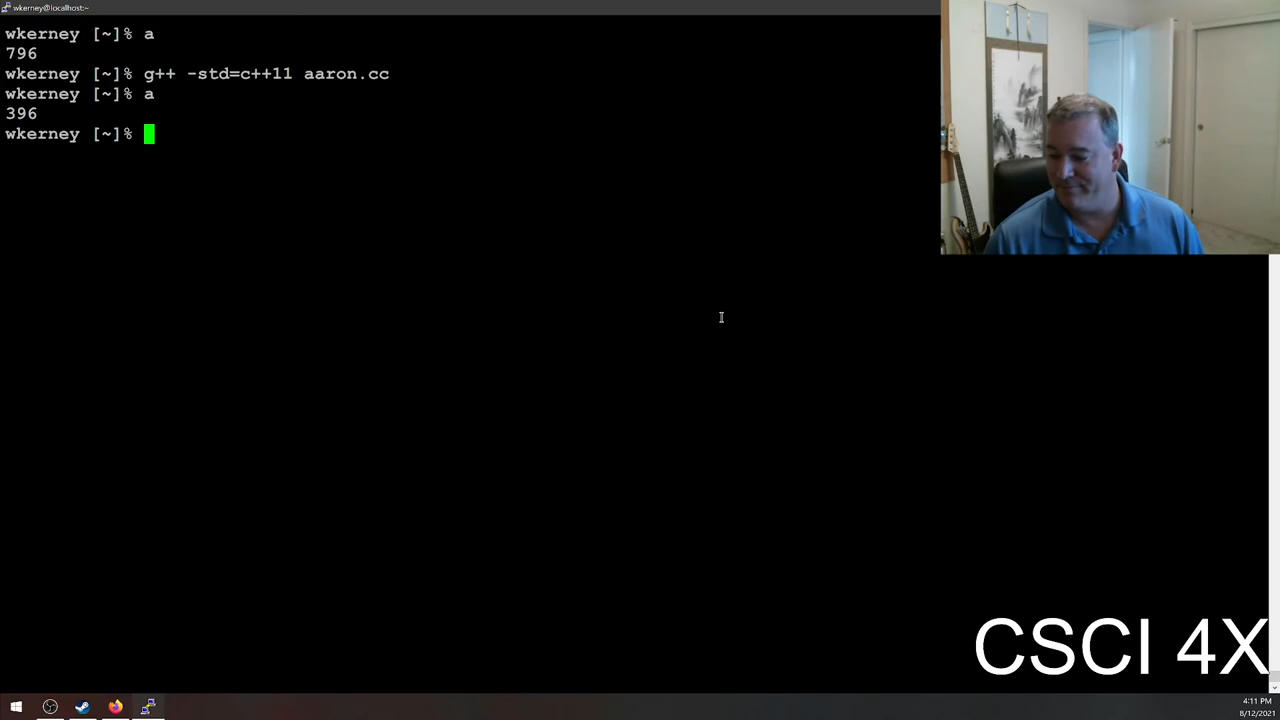 wkerney@localhost:~
wkerney [~]% a
796
wkerney [~]% g++ -std=c++11 aaron.cc
wkerney [~]% a
396
wkerney [~]%
CSCI 4X
4:11 PM
8/12/2021